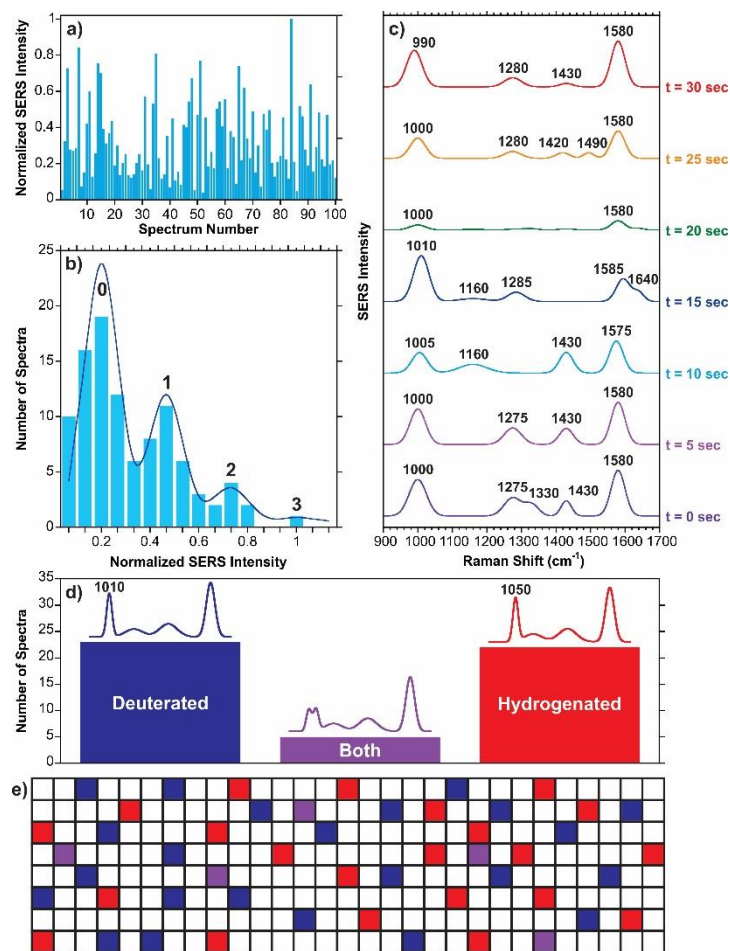 a)
Normalized SERS Intensity
1
0.8
0.6
0.4
0.2
0
10 20 30 40 50 60 70 80 90 100
Spectrum Number
b)
Number of Spectra
25
20
15
10
5
0
0
1
2
3
0.2 0.4 0.6 0.8 1
Normalized SERS Intensity
c)
SERS Intensity
990 1280 1430 1580
t = 30 sec
1000 1280 1420 1490 1580
t = 25 sec
1000 1580
t = 20 sec
1010 1160 1285 1585 1640
t = 15 sec
1005 1160 1430 1575
t = 10 sec
1000 1275 1430 1580
t = 5 sec
1000 1275 1330 1430 1580
t = 0 sec
900 1000 1100 1200 1300 1400 1500 1600 1700
Raman Shift (cm⁻¹)
d)
Number of Spectra
35
30
25
20
15
10
5
0
1010
1050
Deuterated
Both
Hydrogenated
e)